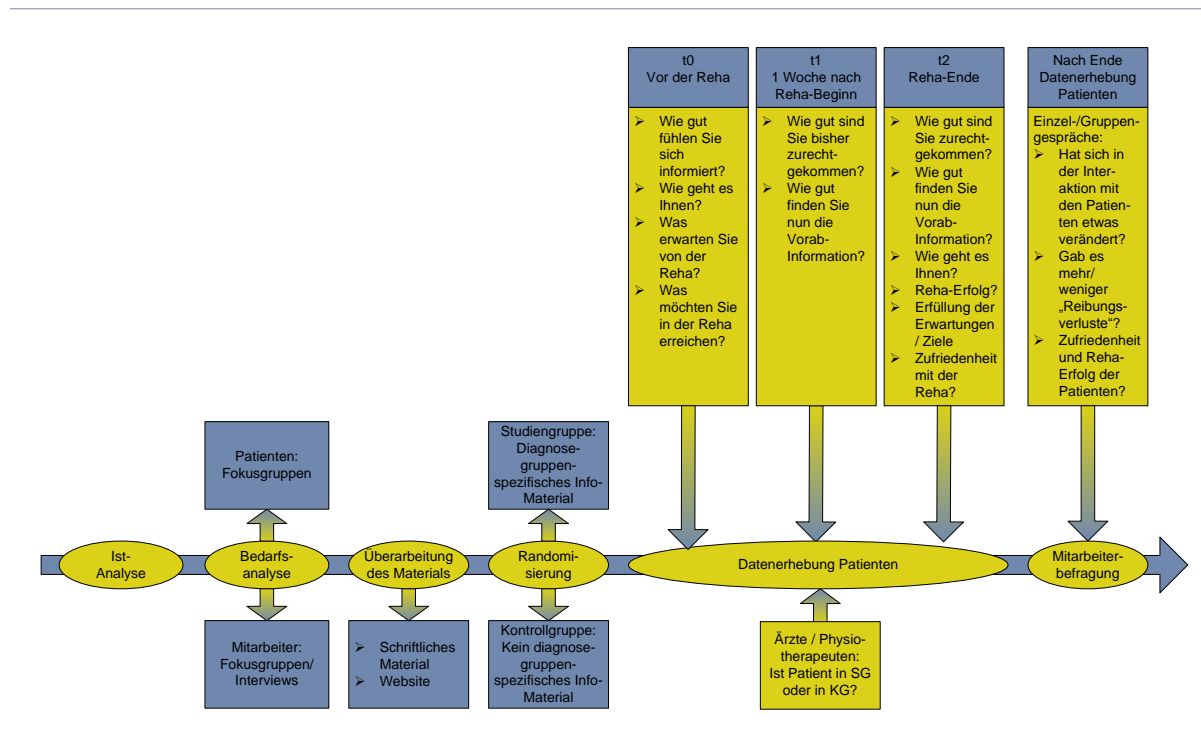 t0
Vor der Reha
➢ Wie gut
fühlen Sie
sich
informiert?
➢ Wie geht es
Ihnen?
➢ Was
erwarten Sie
von der
Reha?
➢ Was
möchten Sie
in der Reha
erreichen?
t1
1 Woche nach
Reha-Beginn
➢ Wie gut sind
Sie bisher
zurecht-
gekommen?
➢ Wie gut
finden Sie
nun die
Vorab-
Information?
t2
Reha-Ende
➢ Wie gut sind
Sie zurecht-
gekommen?
➢ Wie gut
finden Sie
nun die
Vorab-
Information?
➢ Wie geht es
Ihnen?
➢ Reha-Erfolg?
➢ Erfüllung der
Erwartungen
/ Ziele
➢ Zufriedenheit
mit der
Reha?
Nach Ende
Datenerhebung
Patienten
Einzel-/Gruppen-
gespräche:
➢ Hat sich in
der Inter-
aktion mit
den Patien-
ten etwas
verändert?
➢ Gab es
mehr/
weniger
„Reibungs-
verluste“?
➢ Zufriedenheit
und Reha-
Erfolg der
Patienten?
Patienten:
Fokusgruppen
Studiengruppe:
Diagnose-
gruppen-
spezifisches Info-
Material
Ist-
Analyse
Bedarfs-
analyse
Überarbeitung
des Materials
Randomi-
sierung
Datenerhebung Patienten
Mitarbeiter-
befragung
Mitarbeiter:
Fokusgruppen/
Interviews
➢ Schriftliches
Material
➢ Website
Kontrollgruppe:
Kein diagnose-
gruppen-
spezifisches Info-
Material
Ärzte / Physio-
therapeuten:
Ist Patient in SG
oder in KG?